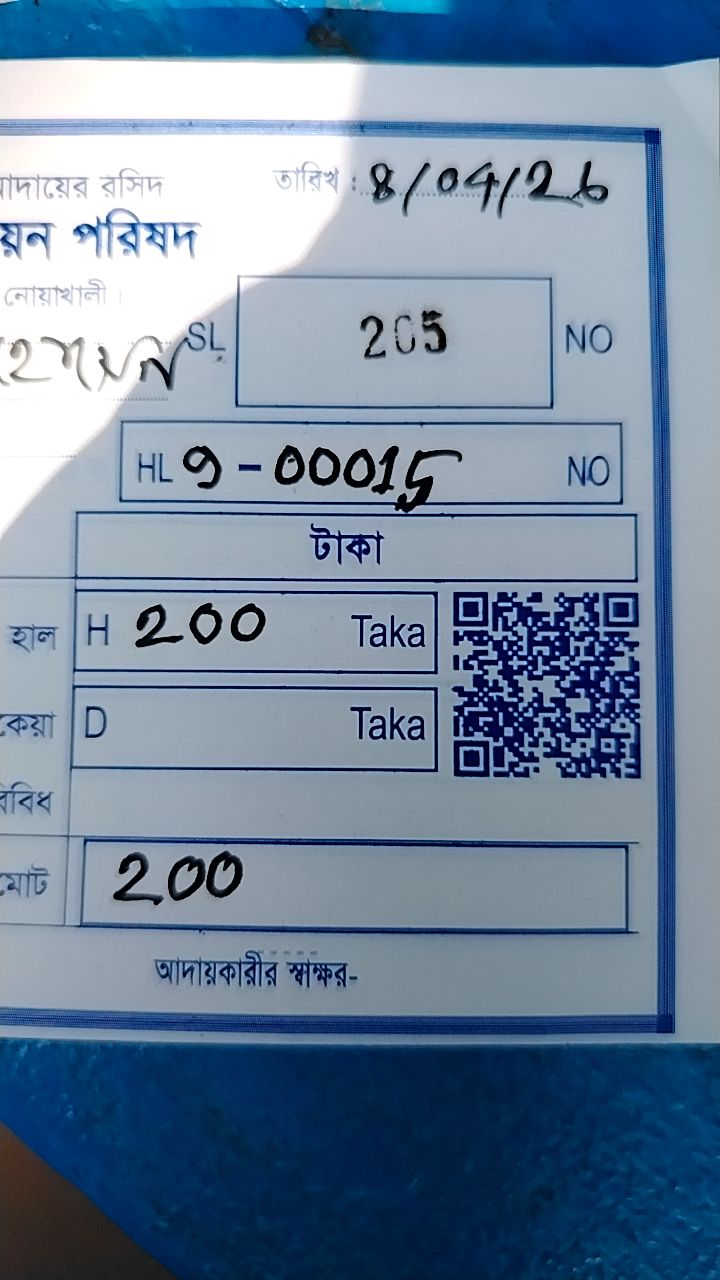 আদায়ের রসিদ তারিখ : 8/04/26
য়ন পরিষদ
নোয়াখালী।
SL 205 NO
HL 9-00015 NO
টাকা
হাল H 200 Taka
কেয়া D Taka
বিবিধ
মোট 200
আদায়কারীর স্বাক্ষর-